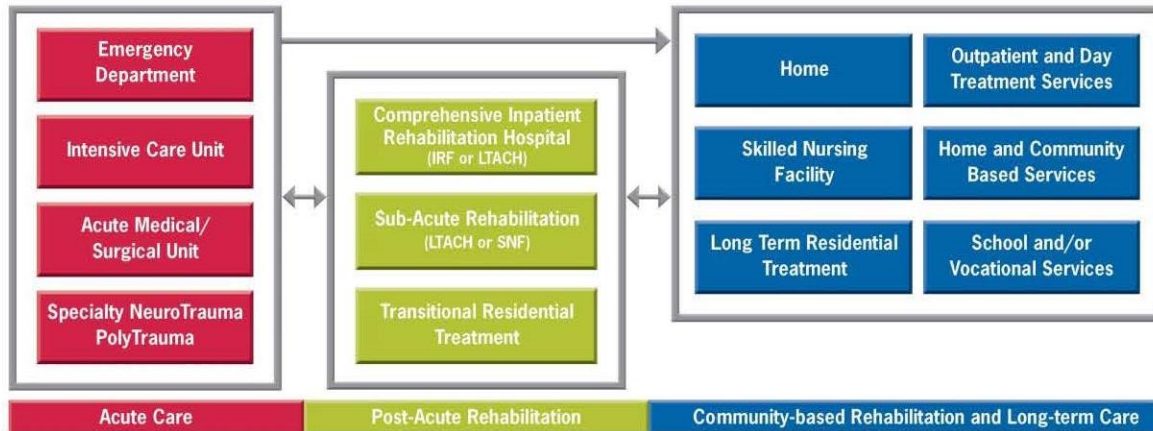 Emergency
Department
Intensive Care Unit
Acute Medical/
Surgical Unit
Specialty NeuroTrauma
PolyTrauma
Comprehensive Inpatient
Rehabilitation Hospital
(IRF or LTACH)
Sub-Acute Rehabilitation
(LTACH or SNF)
Transitional Residential
Treatment
Home
Outpatient and Day
Treatment Services
Skilled Nursing
Facility
Home and Community
Based Services
Long Term Residential
Treatment
School and/or
Vocational Services
Acute Care
Post-Acute Rehabilitation
Community-based Rehabilitation and Long-term Care